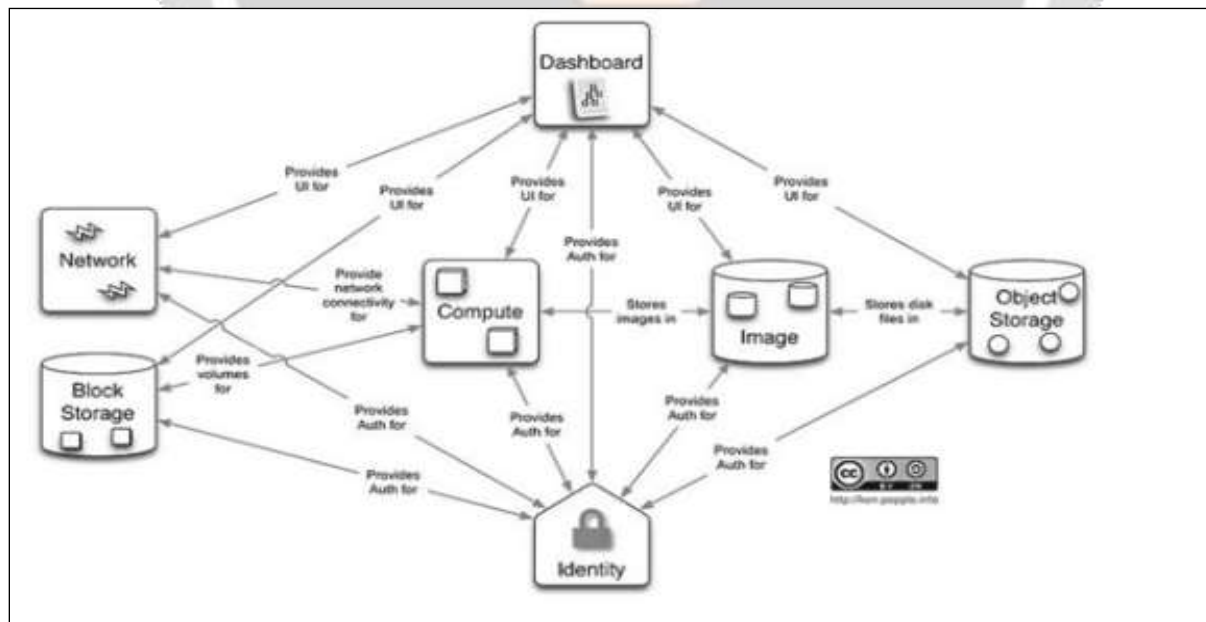 Dashboard
Provides
UI for
Provides
UI for
Provides
UI for
Provides
UI for
Provides
UI for
Network
Provides
Auth for
Provide
network
connectivity
for
Compute
Stores
images in
Image
Stores disk
files in
Object
Storage
Provides
volumes
for
Block
Storage
Provides
Auth for
Provides
Auth for
Provides
Auth for
Provides
Auth for
Provides
Auth for
cc
Identity